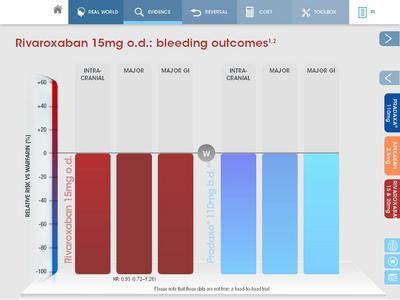 REAL WORLD
EVIDENCE
REVERSAL
COST
TOOLBOX
PI
Rivaroxaban 15mg o.d.: bleeding outcomes1,2
INTRA-
CRANIAL
MAJOR
MAJOR GI
INTRA-
CRANIAL
MAJOR
MAJOR GI
RELATIVE RISK VS WARFARIN (%)
+60
+40
+20
0
-20
-40
-60
-80
-100
W
Rivaroxaban 15mg o.d.
Pradaxa® 110mg b.d.
PRADAXA®
110mg
APIXABAN
2.5mg
RIVAROXABAN
15 & 20mg
W
HR: 0.95 (0.72–1.26)
Please note that these data are not from a head-to-head trial